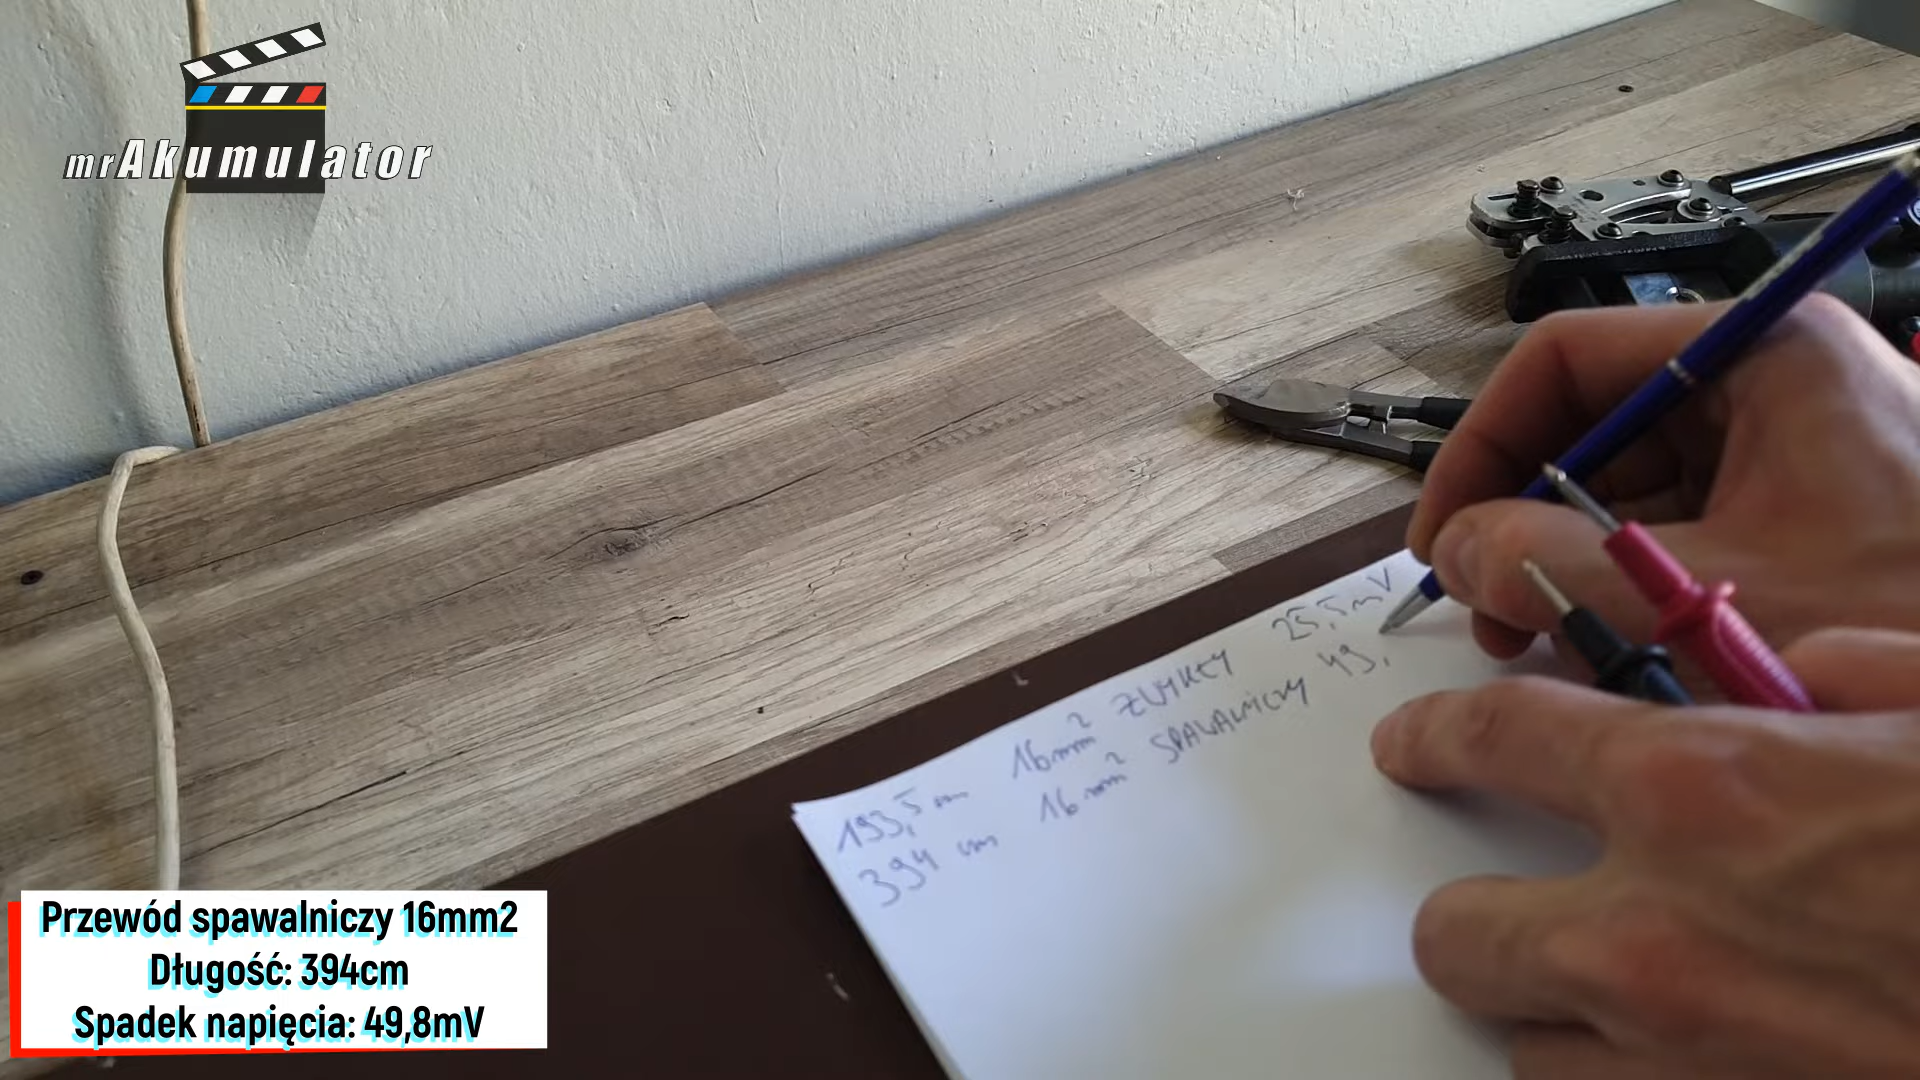 mrAkumulator
193,5 cm 16mm² ZWYKŁY 25,5mV
394 cm 16mm² SPAWALNICZY 49,
Przewód spawalniczy 16mm2
Długość: 394cm
Spadek napięcia: 49,8mV